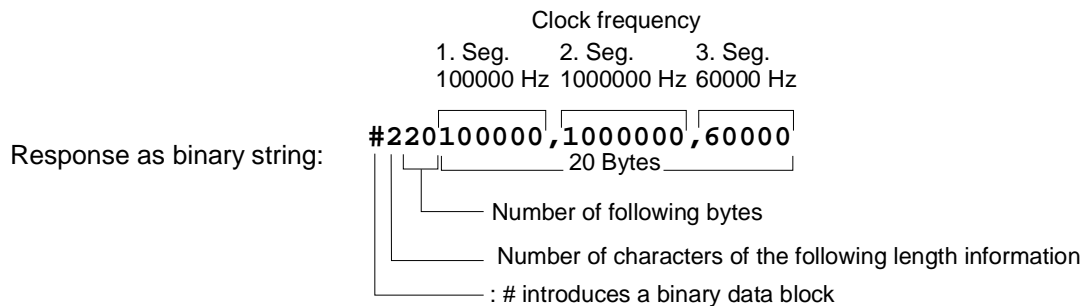 Clock frequency
1. Seg. 2. Seg. 3. Seg.
100000 Hz 1000000 Hz 60000 Hz
Response as binary string: #220100000,1000000,60000
20 Bytes
Number of following bytes
Number of characters of the following length information
: # introduces a binary data block